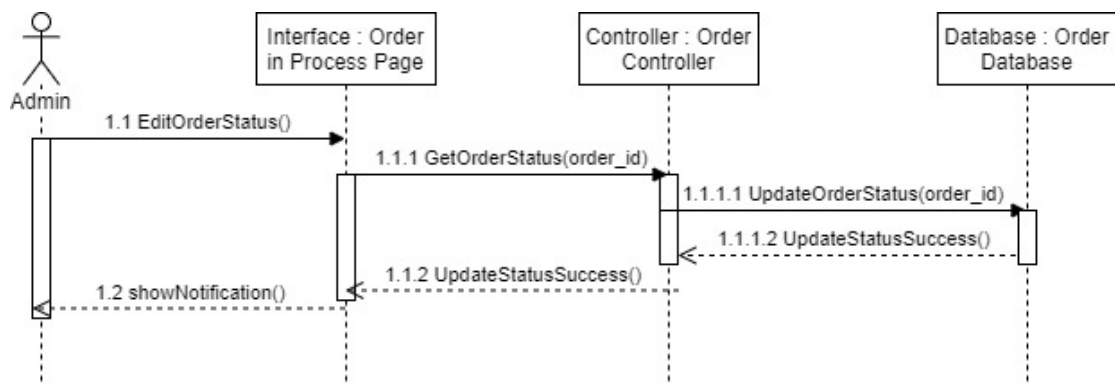 Interface : Order
in Process Page
Controller : Order
Controller
Database : Order
Database
Admin
1.1 EditOrderStatus()
1.1.1 GetOrderStatus(order_id)
1.1.1.1 UpdateOrderStatus(order_id)
1.1.1.2 UpdateStatusSuccess()
1.1.2 UpdateStatusSuccess()
1.2 showNotification()